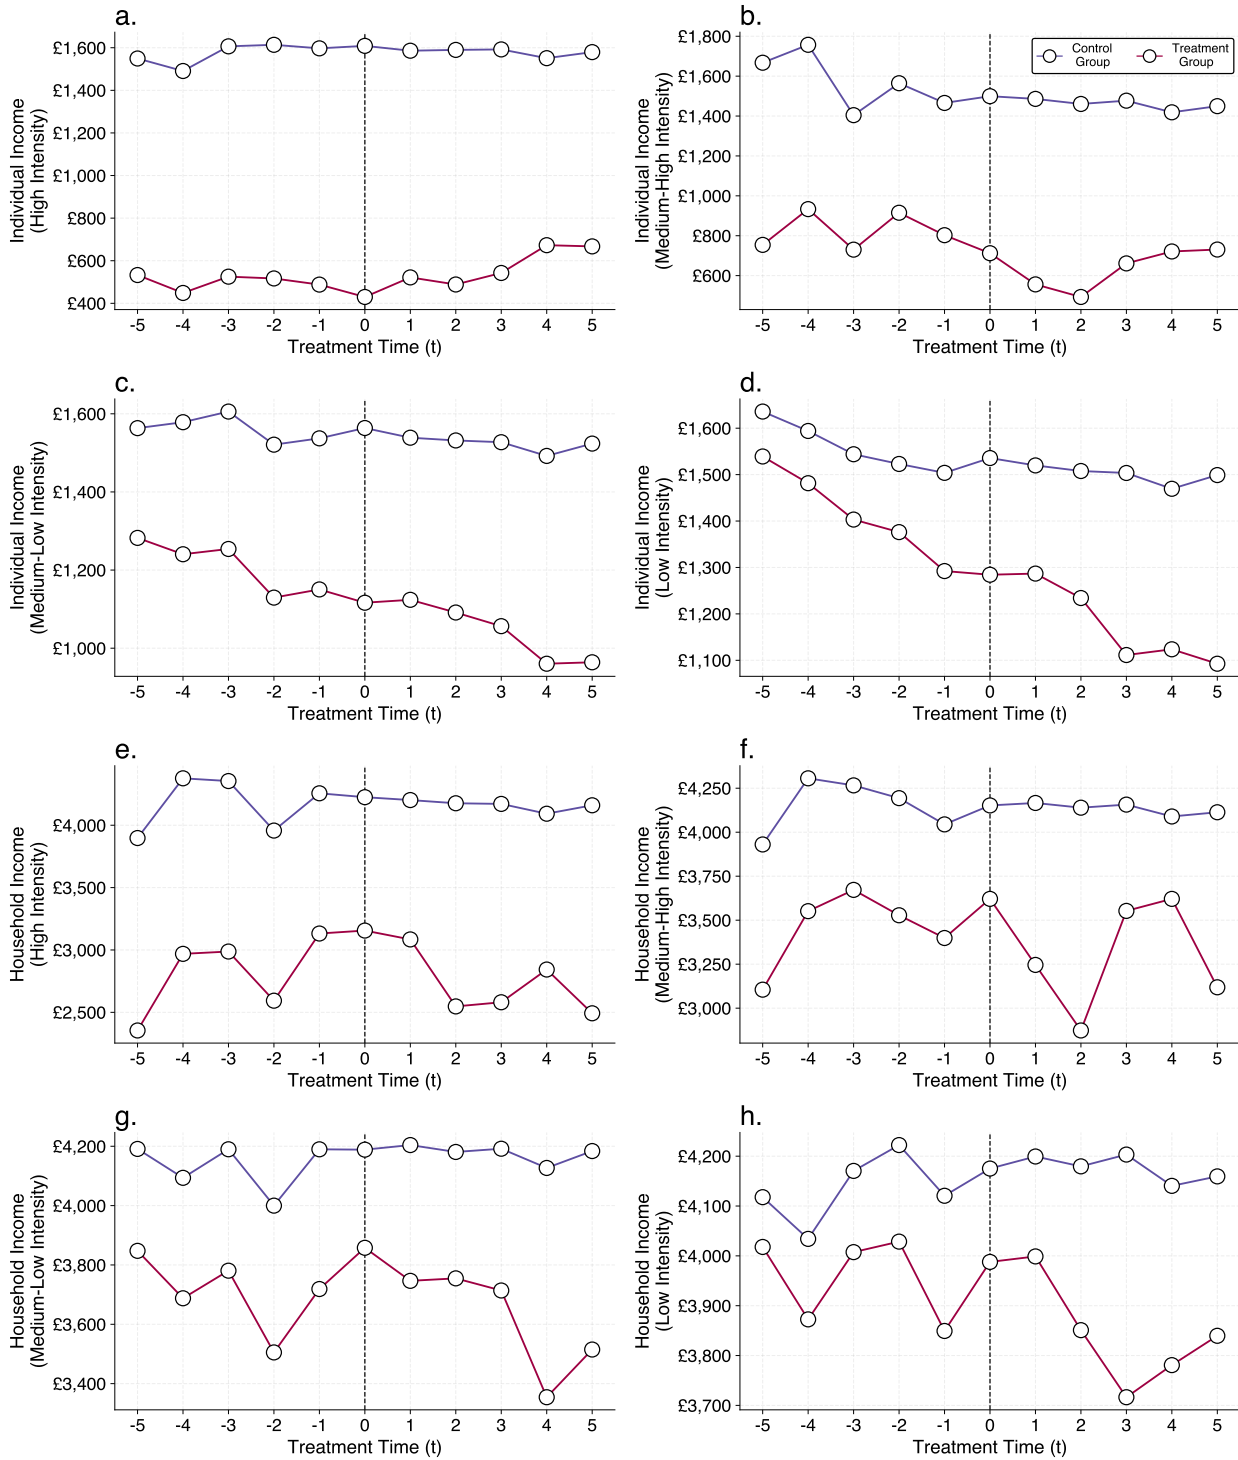 a.
Individual Income
(High Intensity)
£1,600
£1,400
£1,200
£1,000
£800
£600
£400
-5 -4 -3 -2 -1 0 1 2 3 4 5
Treatment Time (t)
b.
Individual Income
(Medium-High Intensity)
£1,800
£1,600
£1,400
£1,200
£1,000
£800
£600
Control
Group
Treatment
Group
-5 -4 -3 -2 -1 0 1 2 3 4 5
Treatment Time (t)
c.
Individual Income
(Medium-Low Intensity)
£1,600
£1,400
£1,200
£1,000
-5 -4 -3 -2 -1 0 1 2 3 4 5
Treatment Time (t)
d.
Individual Income
(Low Intensity)
£1,600
£1,500
£1,400
£1,300
£1,200
£1,100
-5 -4 -3 -2 -1 0 1 2 3 4 5
Treatment Time (t)
e.
Household Income
(High Intensity)
£4,000
£3,500
£3,000
£2,500
-5 -4 -3 -2 -1 0 1 2 3 4 5
Treatment Time (t)
f.
Household Income
(Medium-High Intensity)
£4,250
£4,000
£3,750
£3,500
£3,250
£3,000
-5 -4 -3 -2 -1 0 1 2 3 4 5
Treatment Time (t)
g.
Household Income
(Medium-Low Intensity)
£4,200
£4,000
£3,800
£3,600
£3,400
-5 -4 -3 -2 -1 0 1 2 3 4 5
Treatment Time (t)
h.
Household Income
(Low Intensity)
£4,200
£4,100
£4,000
£3,900
£3,800
£3,700
-5 -4 -3 -2 -1 0 1 2 3 4 5
Treatment Time (t)